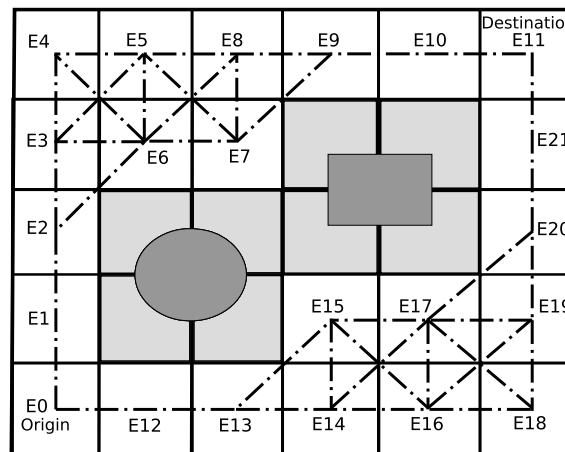 Destinatio
E4 E5 E8 E9 E10 E11
E3 E6 E7 E21
E2 E20
E1 E15 E17 E19
E0 E12 E13 E14 E16 E18
Origin